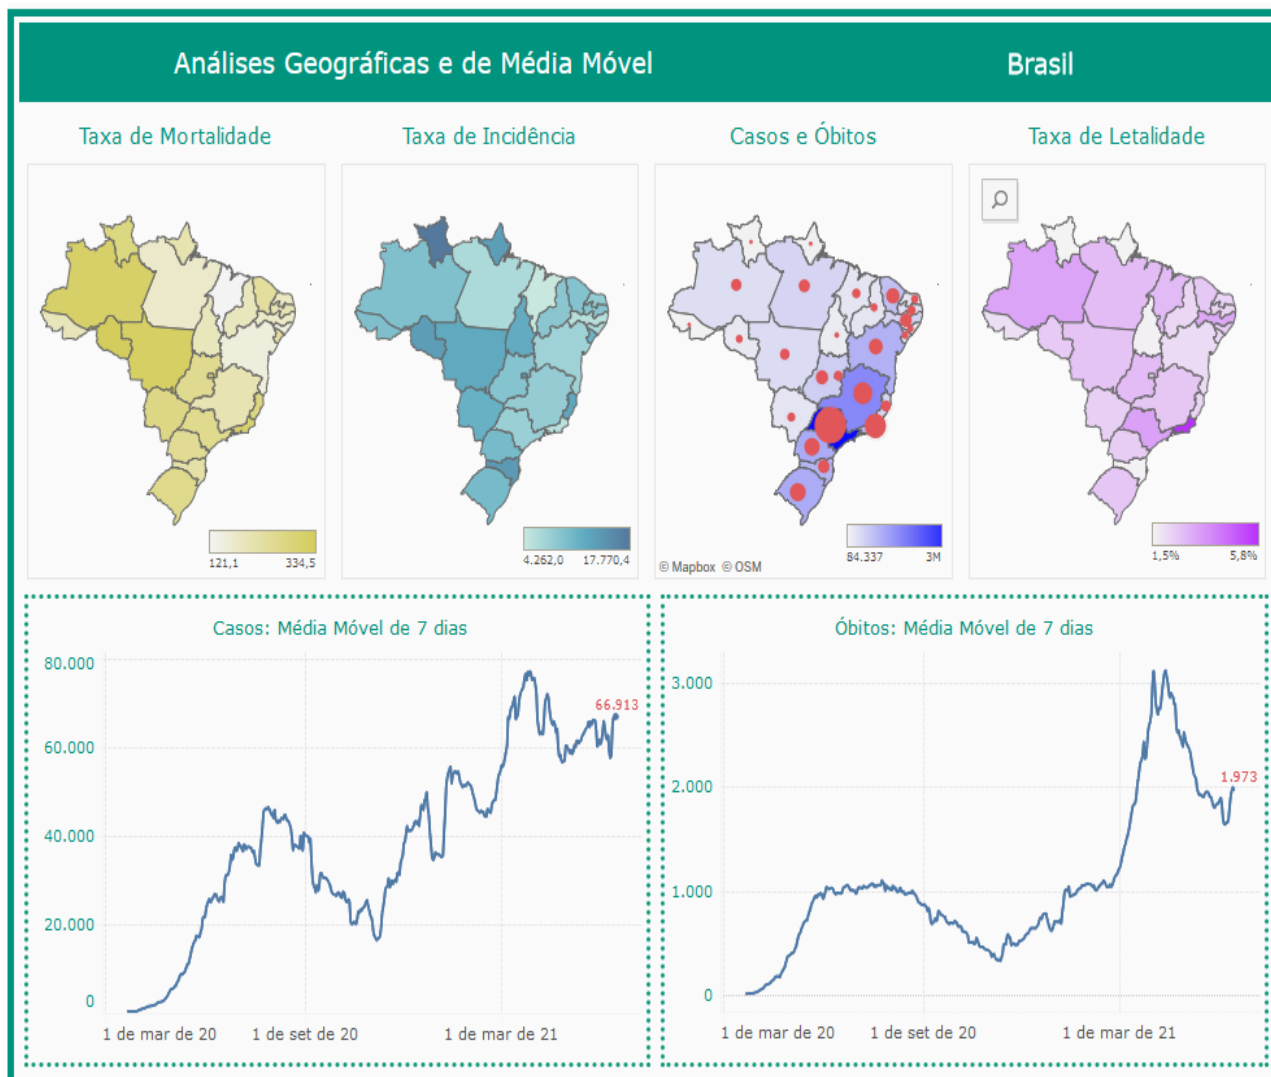 Análises Geográficas e de Média Móvel
Brasil
Taxa de Mortalidade
Taxa de Incidência
Casos e Óbitos
Taxa de Letalidade
121,1
334,5
4.262,0
17.770,4
84.337
3M
© Mapbox © OSM
1,5%
5,8%
Casos: Média Móvel de 7 dias
80.000
66.913
60.000
40.000
20.000
0
1 de mar de 20
1 de set de 20
1 de mar de 21
Óbitos: Média Móvel de 7 dias
3.000
1.973
2.000
1.000
0
1 de mar de 20
1 de set de 20
1 de mar de 21